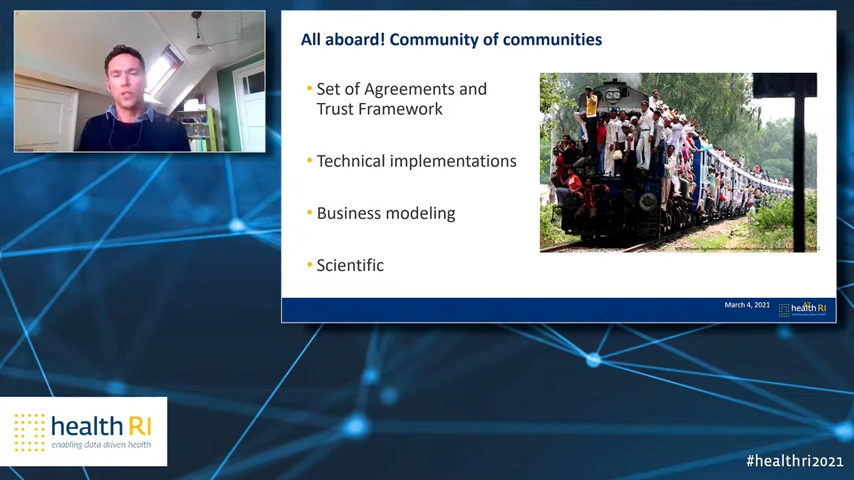 All aboard! Community of communities
• Set of Agreements and
Trust Framework
• Technical implementations
• Business modeling
• Scientific
March 4, 2021
health RI
health RI
enabling data driven health
#healthri2021